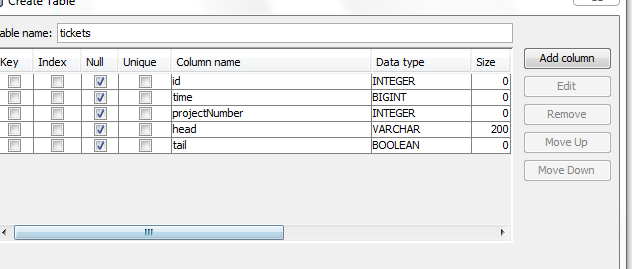 Create Table
able name: tickets
Key Index Null Unique Column name Data type Size
id INTEGER 0
time BIGINT 0
projectNumber INTEGER 0
head VARCHAR 200
tail BOOLEAN 0
Add column
Edit
Remove
Move Up
Move Down